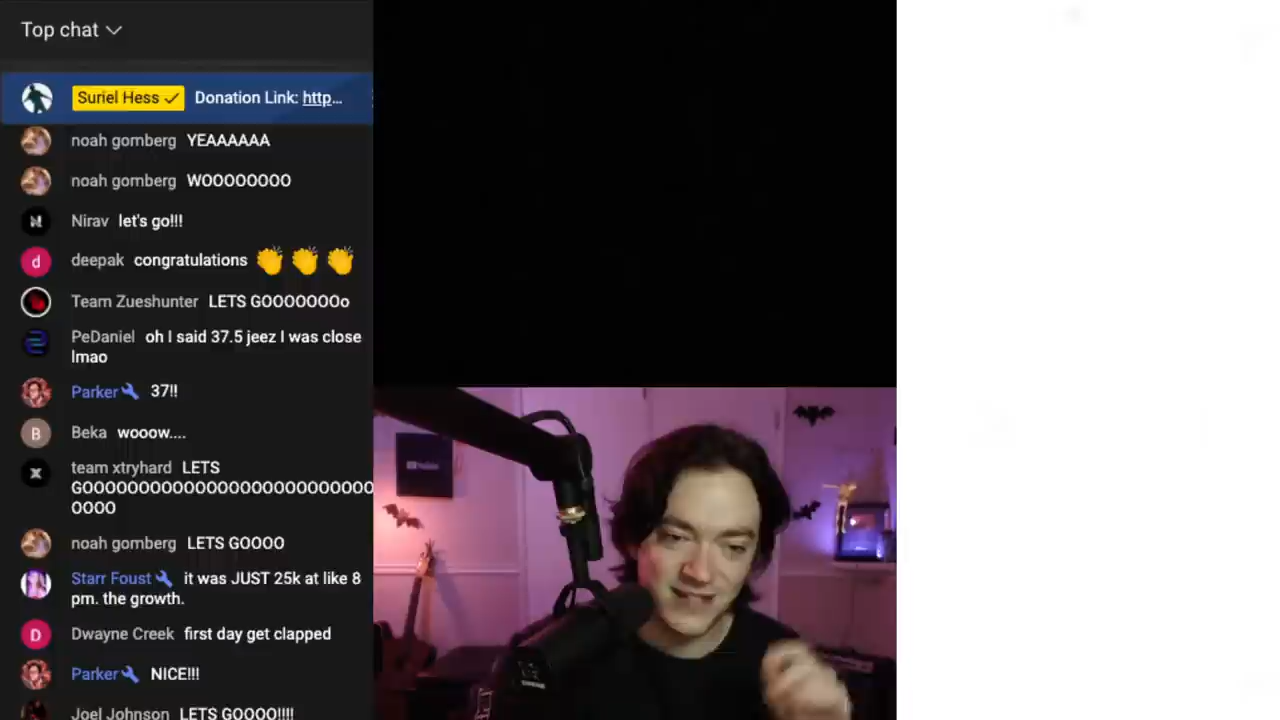 Top chat
Suriel Hess Donation Link: http...
noah gomberg YEAAAAAA
noah gomberg WOOOOOOOO
Nirav let's go!!!
deepak congratulations 👏 👏 👏
Team Zueshunter LETS GOOOOOOOo
PeDaniel oh I said 37.5 jeez I was close
lmao
Parker 37!!
Beka wooow....
team xtryhard LETS
GOOOOOOOOOOOOOOOOOOOOOOOOOO
OOOO
noah gomberg LETS GOOOO
Starr Foust it was JUST 25k at like 8
pm. the growth.
Dwayne Creek first day get clapped
Parker NICE!!!
Joel Johnson LETS GOOOO!!!!